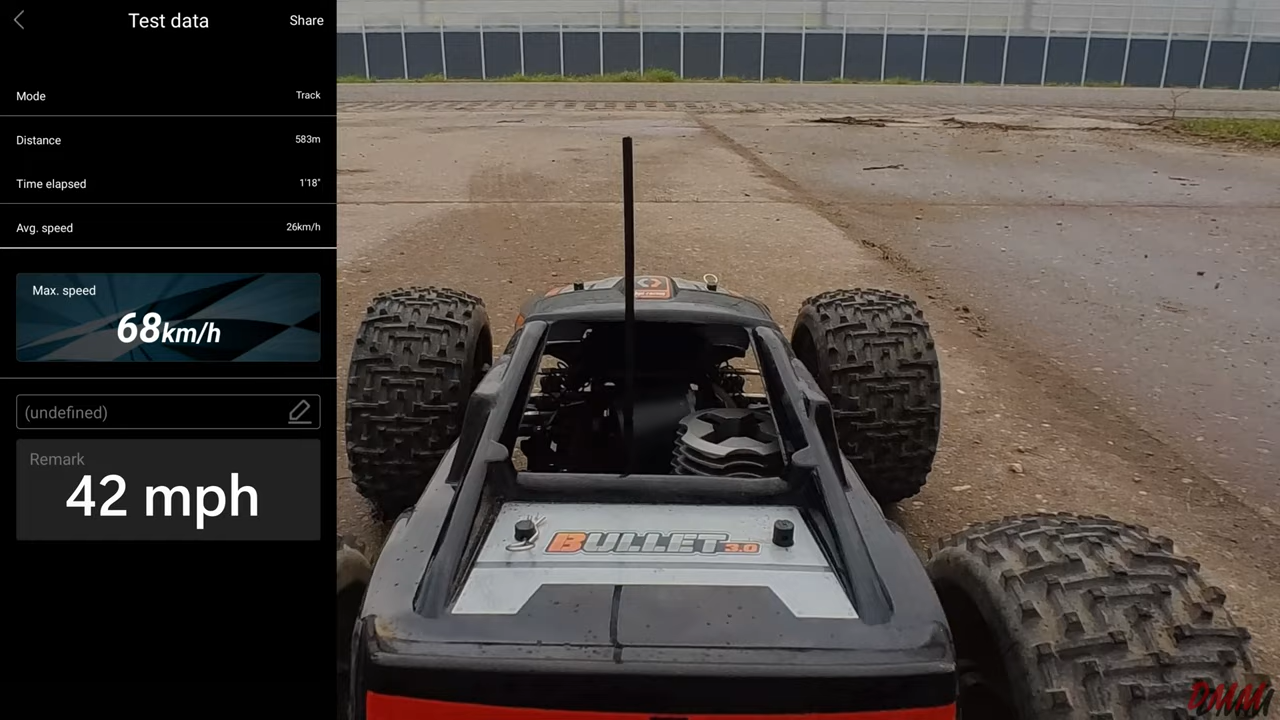 Test data
Share
Mode
Track
Distance
583m
Time elapsed
1'18"
Avg. speed
26km/h
Max. speed
68km/h
(undefined)
Remark
42 mph
BULLET 3.0
DMM